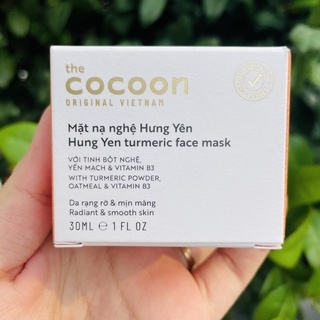 the
cocoon
ORIGINAL VIETNAM
Mặt nạ nghệ Hưng Yên
Hung Yen turmeric face mask
VỚI TINH BỘT NGHỆ,
YẾN MẠCH & VITAMIN B3
WITH TURMERIC POWDER,
OATMEAL & VITAMIN B3
Da rạng rỡ & mịn màng
Radiant & smooth skin
30ML ℮ 1 FL OZ